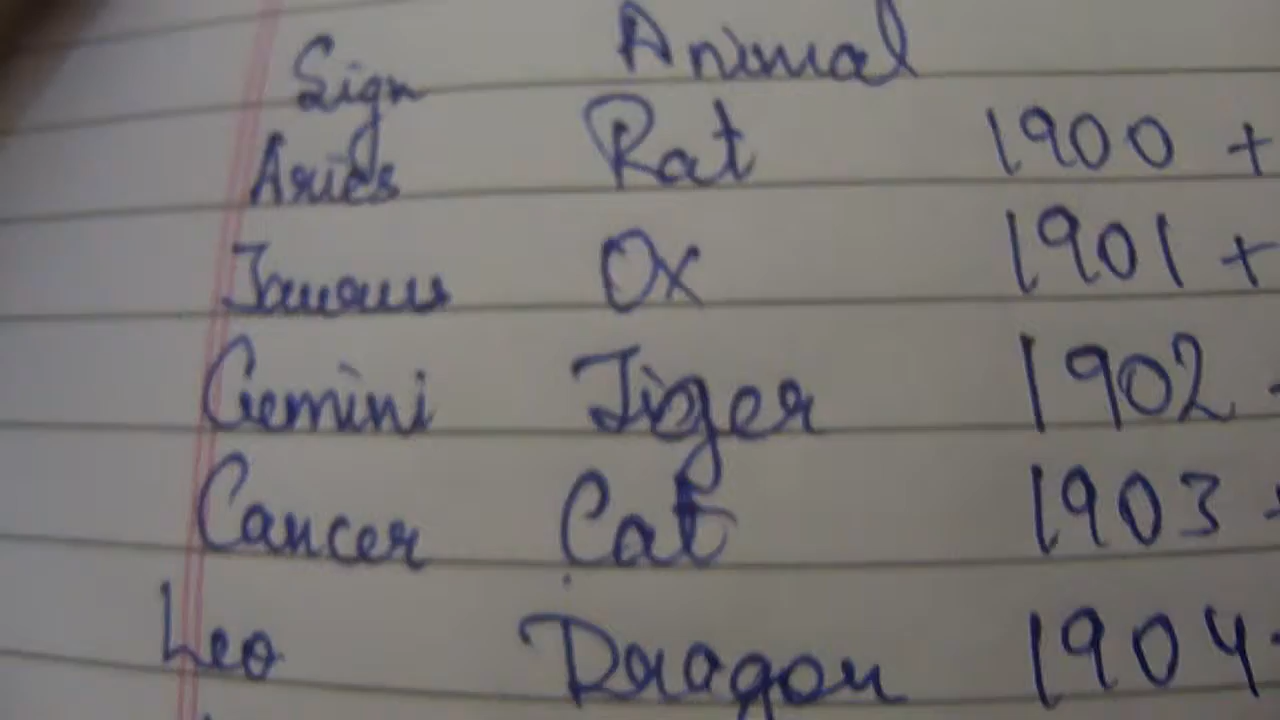 Sign Animal
Aries Rat 1900 +
Taurus Ox 1901 +
Gemini Tiger 1902 -
Cancer Cat 1903 +
Leo Dragon 1904 -